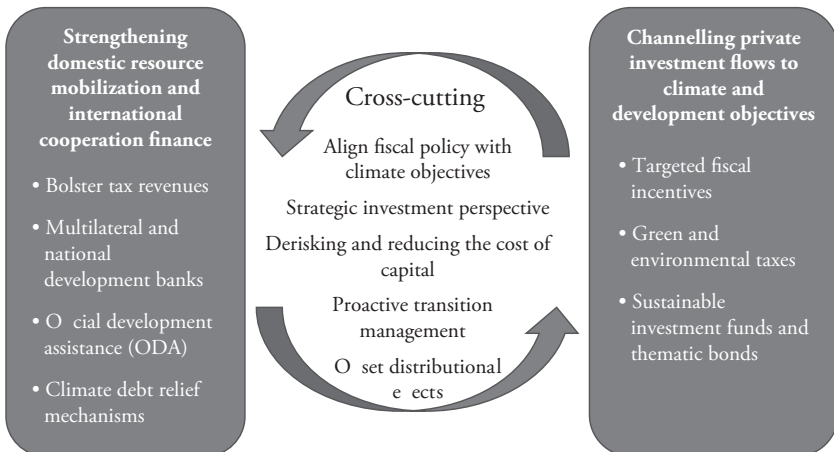 Strengthening
domestic resource
mobilization and
international
cooperation finance
• Bolster tax revenues
• Multilateral and
national
development banks
• O cial development
assistance (ODA)
• Climate debt relief
mechanisms
Cross-cutting
Align fiscal policy with
climate objectives
Strategic investment perspective
Derisking and reducing the cost of
capital
Proactive transition
management
O set distributional
e ects
Channelling private
investment flows to
climate and
development objectives
• Targeted fiscal
incentives
• Green and
environmental taxes
• Sustainable
investment funds and
thematic bonds